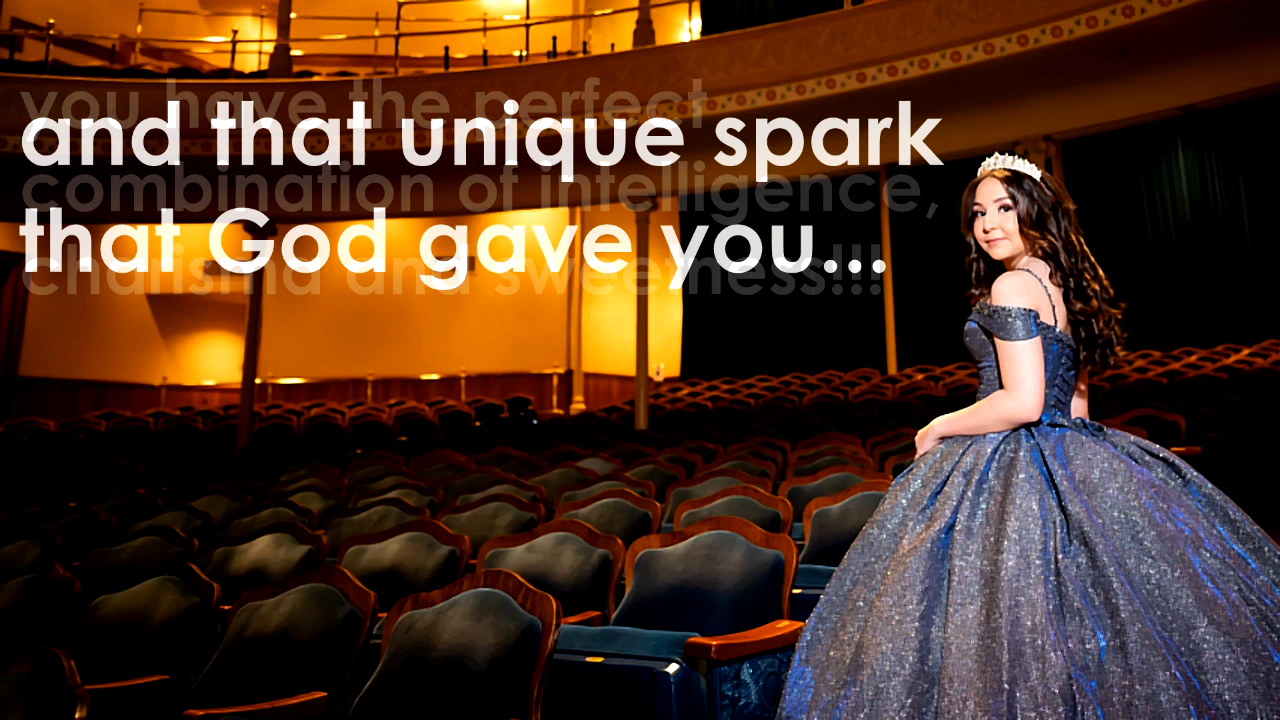 you have the perfect
and that unique spark
combination of intelligence,
that God gave you...
charisma and sweetness!!!